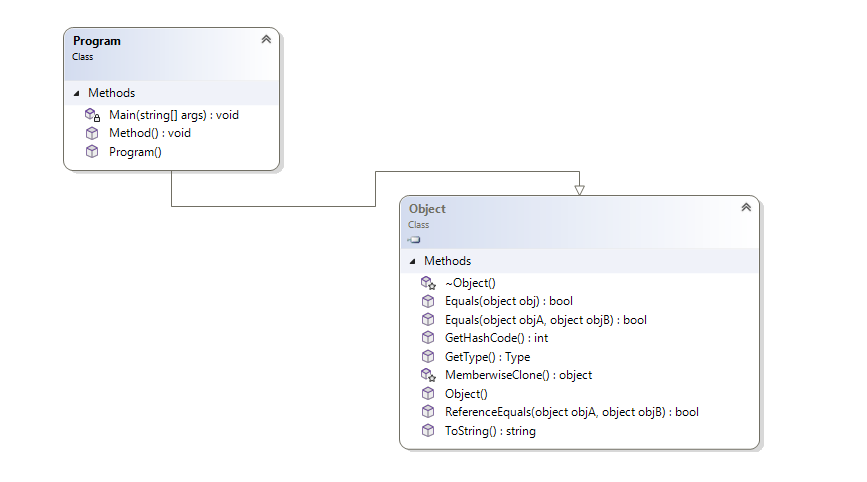 Program
Class
Methods
Main(string[] args) : void
Method() : void
Program()
Object
Class
Methods
~Object()
Equals(object obj) : bool
Equals(object objA, object objB) : bool
GetHashCode() : int
GetType() : Type
MemberwiseClone() : object
Object()
ReferenceEquals(object objA, object objB) : bool
ToString() : string